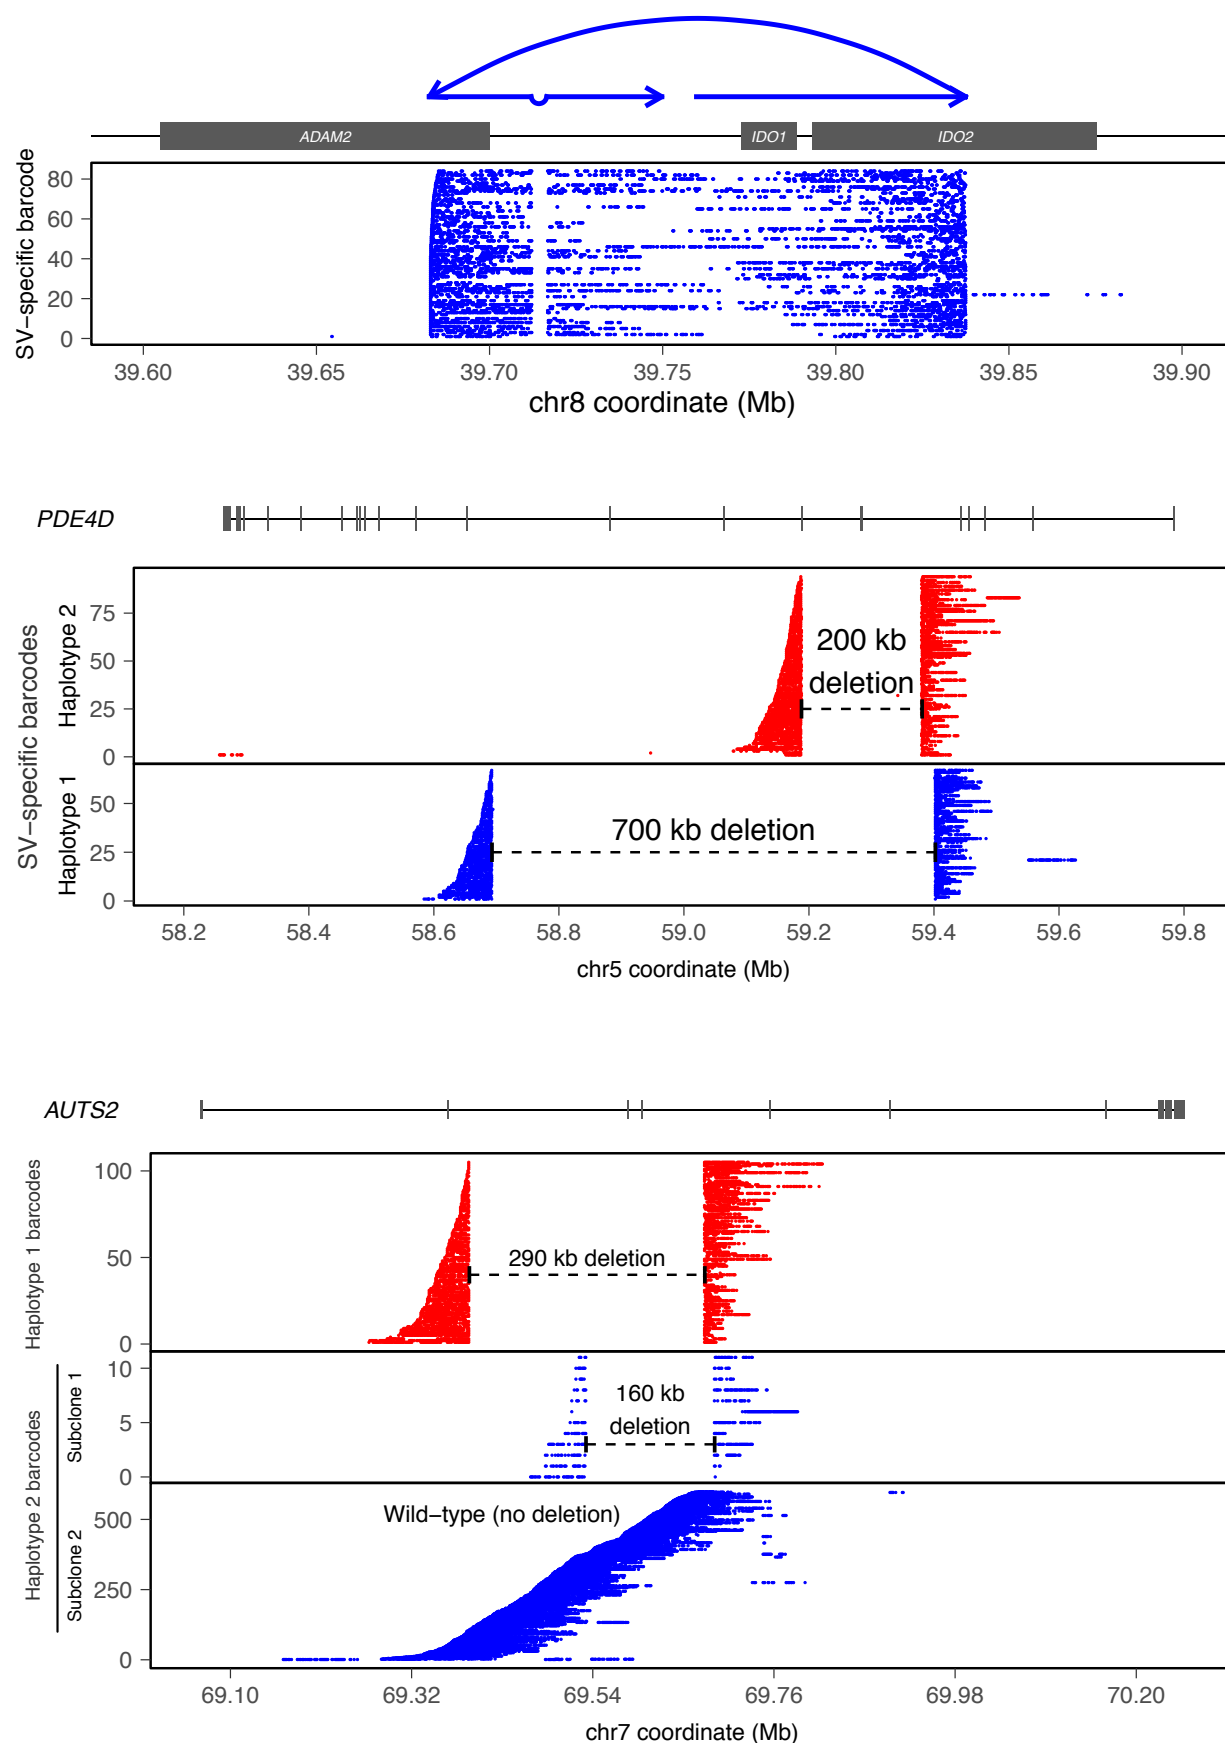 ADAM2 IDO1 IDO2
SV−specific barcode
80
60
40
20
0
39.60 39.65 39.70 39.75 39.80 39.85 39.90
chr8 coordinate (Mb)
PDE4D
SV−specific barcodes
Haplotype 2
75
50
25
0
200 kb
deletion
Haplotype 1
50
25
0
700 kb deletion
58.2 58.4 58.6 58.8 59.0 59.2 59.4 59.6 59.8
chr5 coordinate (Mb)
AUTS2
Haplotype 1 barcodes
100
50
0
290 kb deletion
Haplotype 2 barcodes
Subclone 1
10
5
0
160 kb
deletion
Subclone 2
500
250
0
Wild−type (no deletion)
69.10 69.32 69.54 69.76 69.98 70.20
chr7 coordinate (Mb)